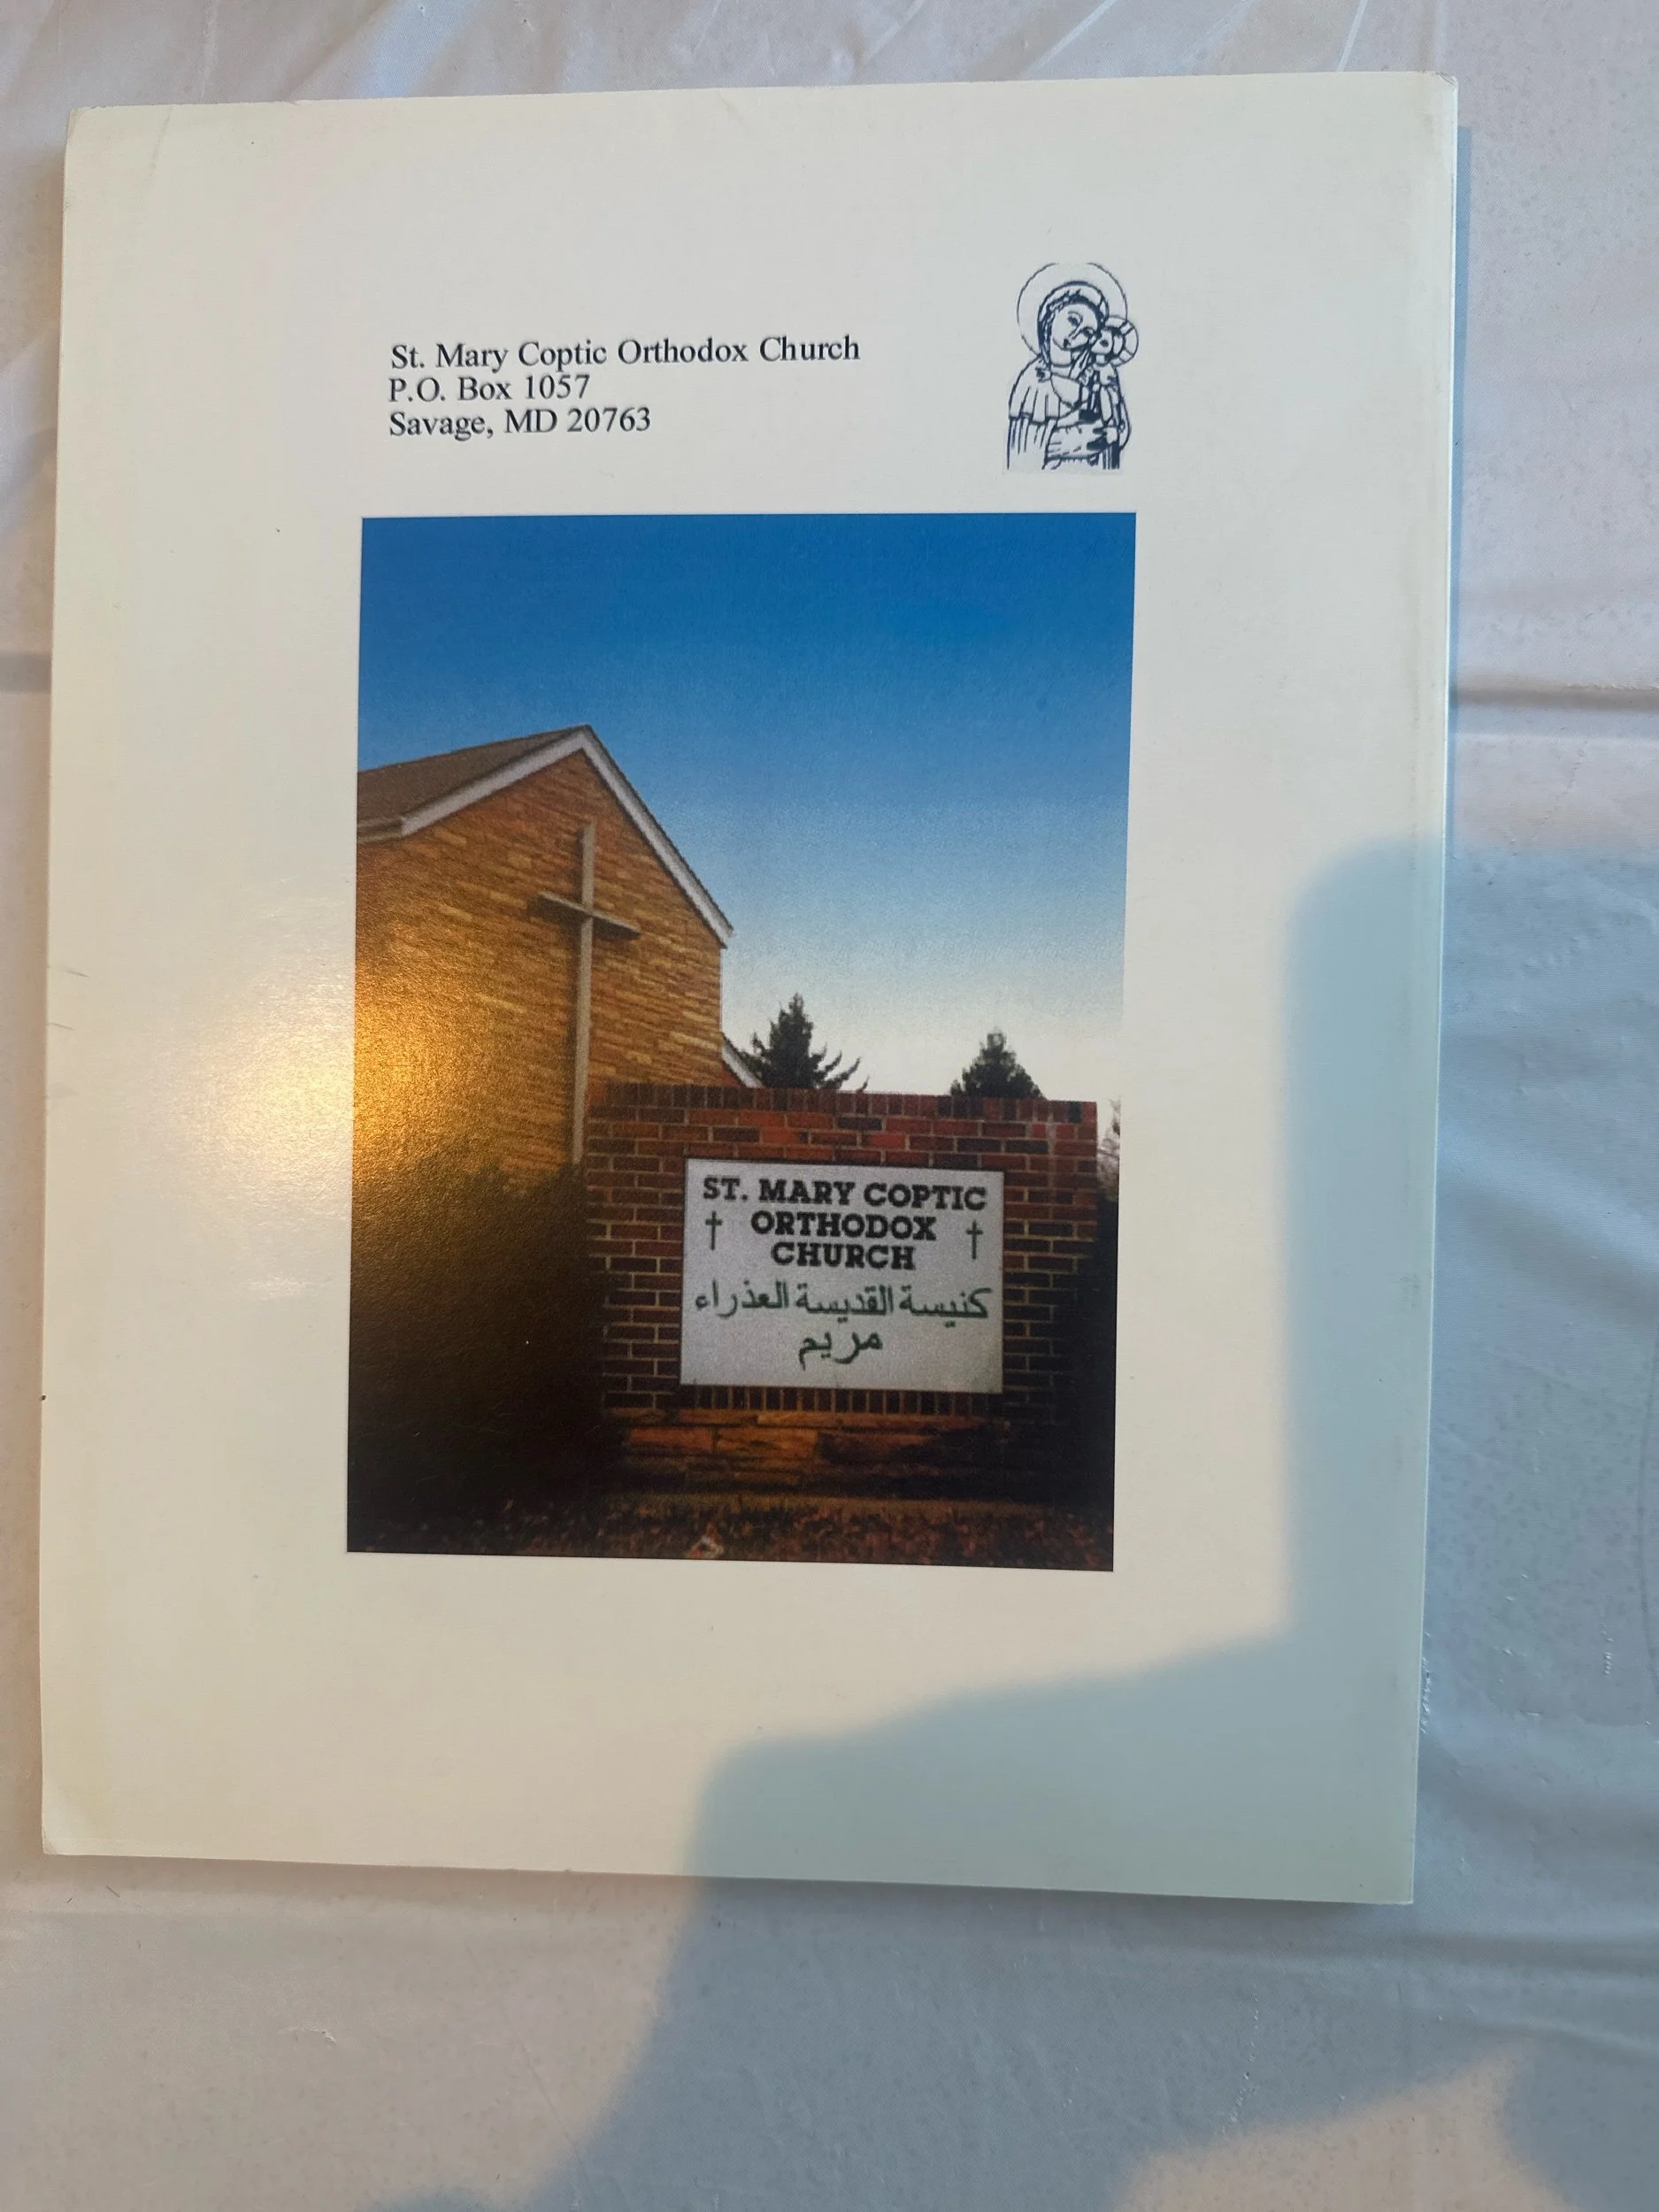 St. Mary Coptic Orthodox Church
P.O. Box 1057
Savage, MD 20763
ST. MARY COPTIC
ORTHODOX
CHURCH
كنيسة القديسة العذراء
مريم